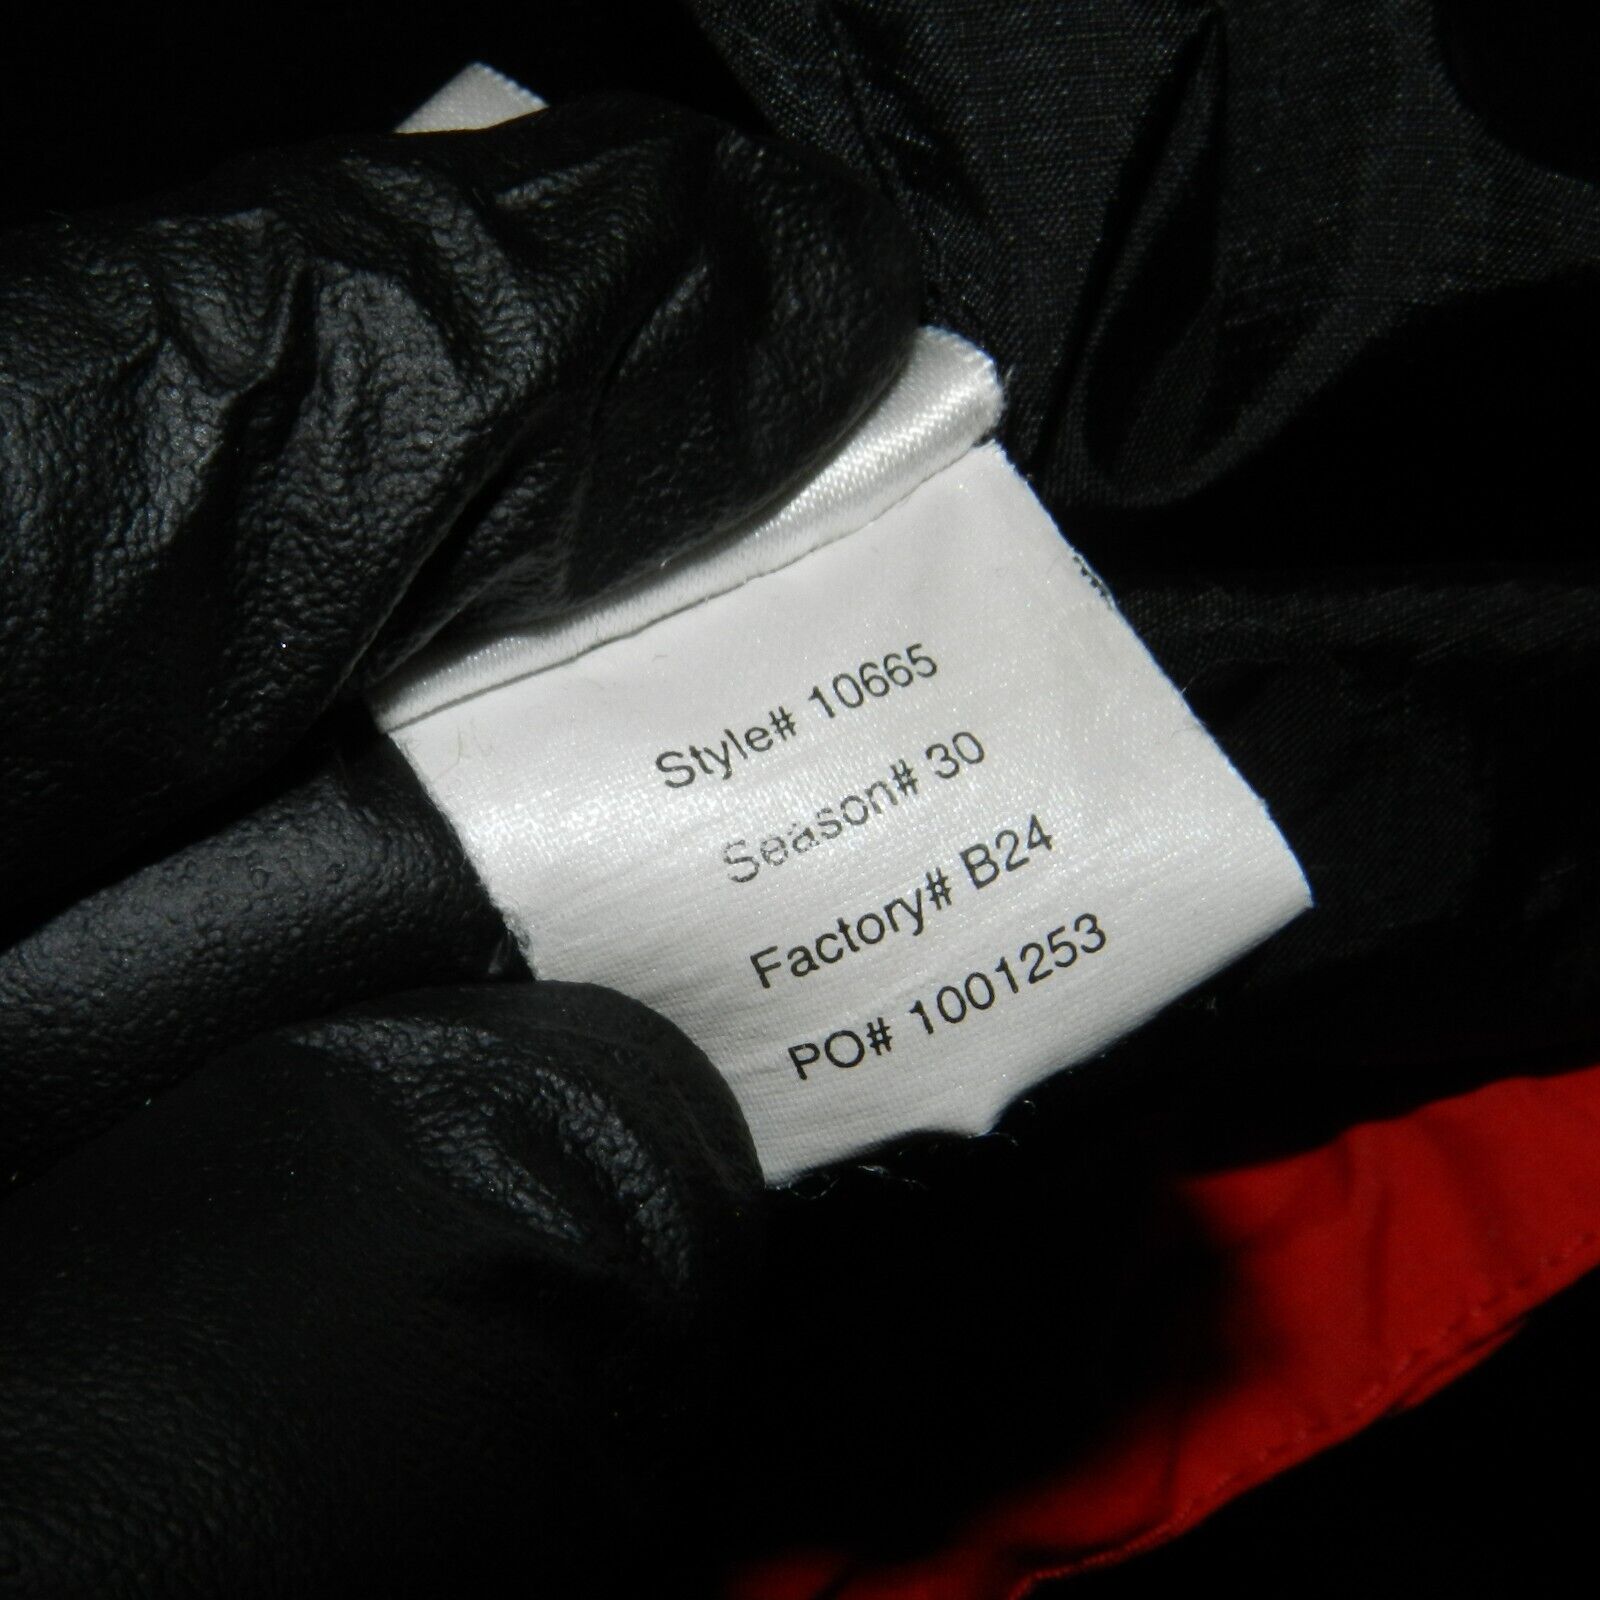 Style# 10665
Season# 30
Factory# B24
PO# 1001253